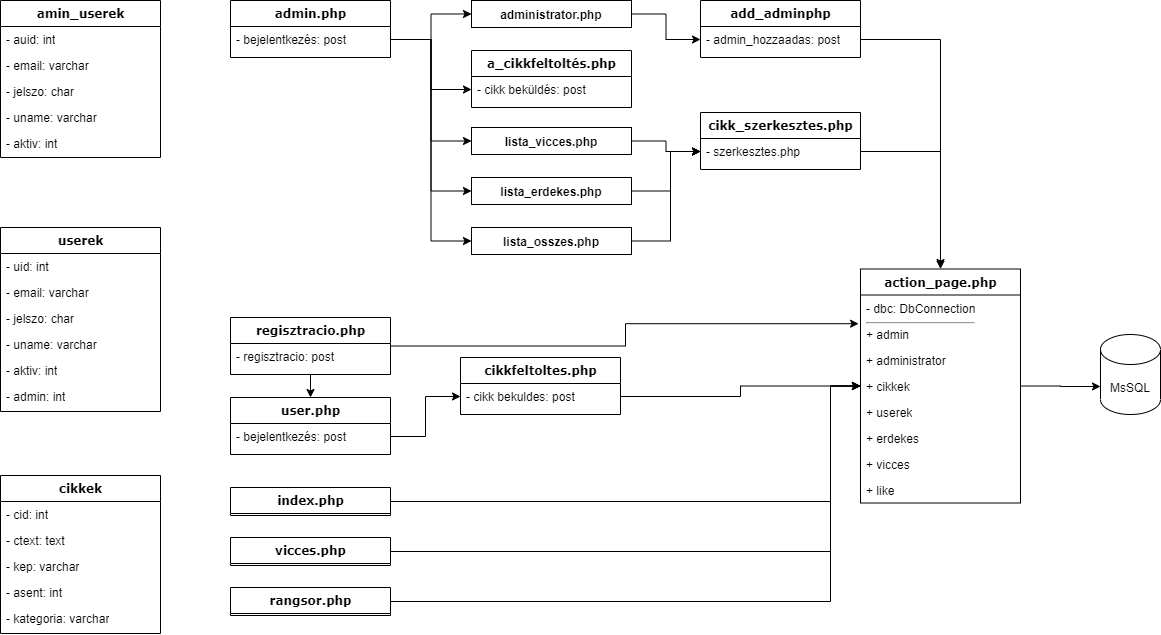 amin_userek
- auid: int
- email: varchar
- jelszo: char
- uname: varchar
- aktiv: int
userek
- uid: int
- email: varchar
- jelszo: char
- uname: varchar
- aktiv: int
- admin: int
cikkek
- cid: int
- ctext: text
- kep: varchar
- asent: int
- kategoria: varchar
amin.php
- bejelentkezés: post
administrator.php
a_cikkfeltoltés.php
- cikk beküldés: post
lista_vicces.php
lista_erdekes.php
lista_osszes.php
add_adminphp
- admin_hozzaadas: post
cikk_szerkesztes.php
- szerkesztes.php
regisztracio.php
- regisztracio: post
user.php
- bejelentkezés: post
cikkfeltoltes.php
- cikk bekuldes: post
index.php
vicces.php
rangsor.php
action_page.php
- dbc: DbConnection
+ admin
+ administrator
+ cikkek
+ userek
+ erdekes
+ vicces
+ like
MsSQL